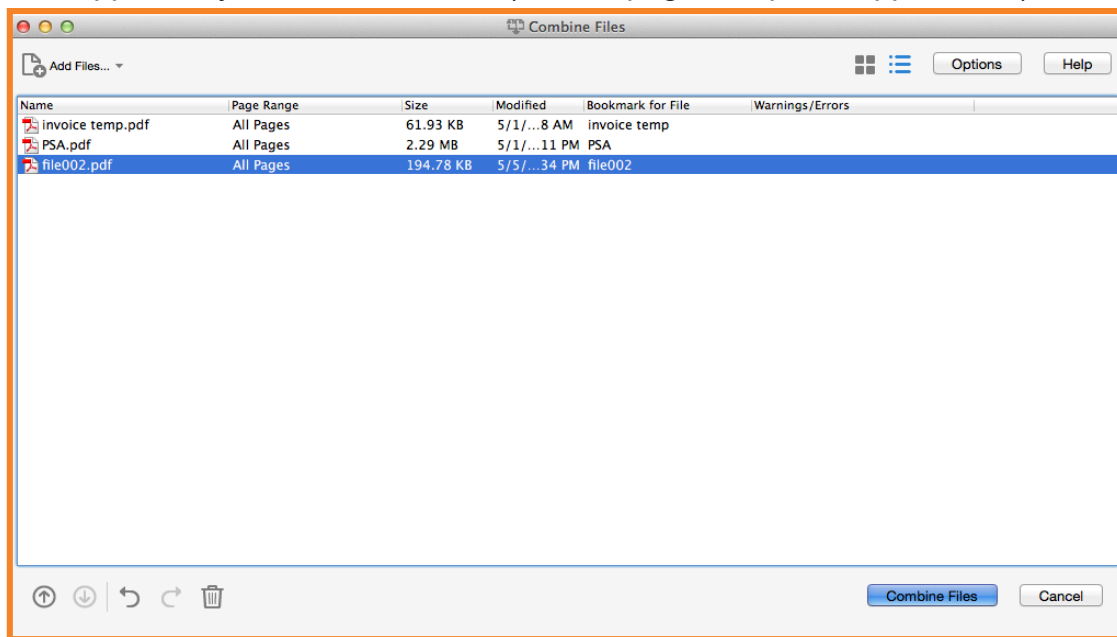 Combine Files
Add Files...
Options
Help
Name Page Range Size Modified Bookmark for File Warnings/Errors
invoice temp.pdf All Pages 61.93 KB 5/1/...8 AM invoice temp
PSA.pdf All Pages 2.29 MB 5/1/...11 PM PSA
file002.pdf All Pages 194.78 KB 5/5/...34 PM file002
Combine Files
Cancel